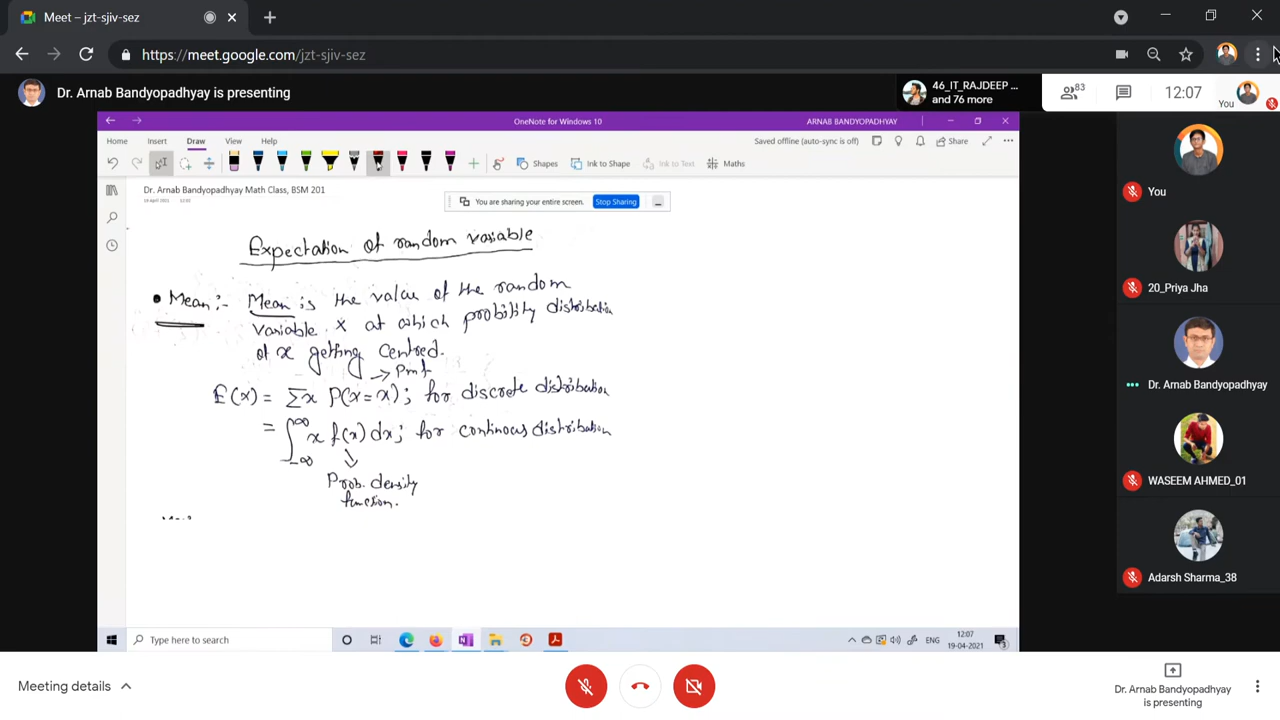 Meet – jzt-sjiv-sez
https://meet.google.com/jzt-sjiv-sez
Dr. Arnab Bandyopadhyay is presenting
46_IT_RAJDEEP ...
and 76 more
83
12:07
You
OneNote for Windows 10
ARNAB BANDYOPADHYAY
Home Insert Draw View Help
Saved offline (auto-sync is off)
Share
Shapes
Ink to Shape
Ink to Text
Maths
Dr. Arnab Bandyopadhyay Math Class, BSM 201
You are sharing your entire screen. Stop Sharing
Expectation of random variable
• Mean :- Mean is the value of the random
variable x at which probility distribution
of x getting centred.
→ Pmf
E(x) = Σx P(X=x); for discrete distribution
= ∫_-∞^∞ x f(x) dx; for continous distribution
Prob. density
function.
You
20_Priya Jha
Dr. Arnab Bandyopadhyay
WASEEM AHMED_01
Adarsh Sharma_38
Type here to search
ENG
12:07
19-04-2021
Meeting details
Dr. Arnab Bandyopadhyay
is presenting